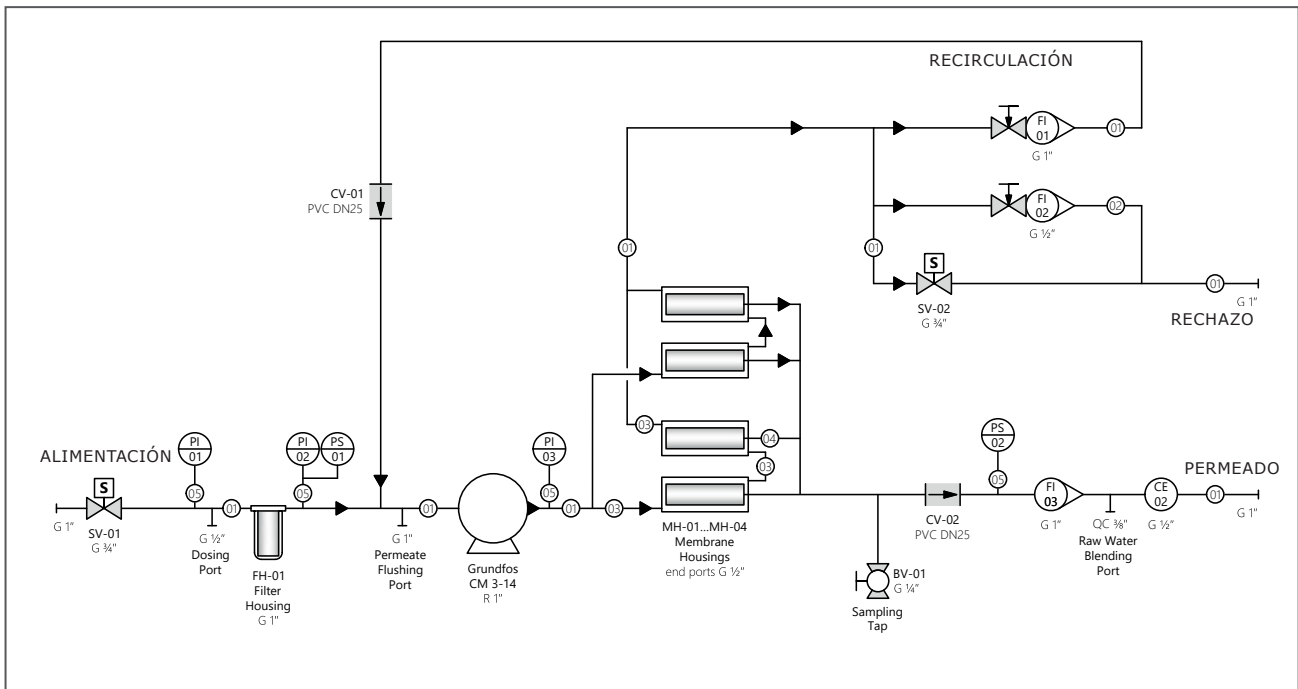 RECIRCULACIÓN
FI
01
01
G 1"
CV-01
PVC DN25
FI
02
02
G ½"
01
01
S
SV-02
G ¾"
01
G 1"
RECHAZO
ALIMENTACIÓN
PI
01
PI
02
PS
01
PI
03
03
04
03
PS
02
PERMEADO
S
G 1"
SV-01
G ¾"
05
01
05
01
05
01
03
05
FI
03
CE
02
01
G 1"
G ½"
Dosing
Port
FH-01
Filter
Housing
G 1"
G 1"
Permeate
Flushing
Port
Grundfos
CM 3-14
R 1"
MH-01...MH-04
Membrane
Housings
end ports G ½"
CV-02
PVC DN25
BV-01
G ¼"
Sampling
Tap
G 1"
QC ⅜"
Raw Water
Blending
Port
G ½"